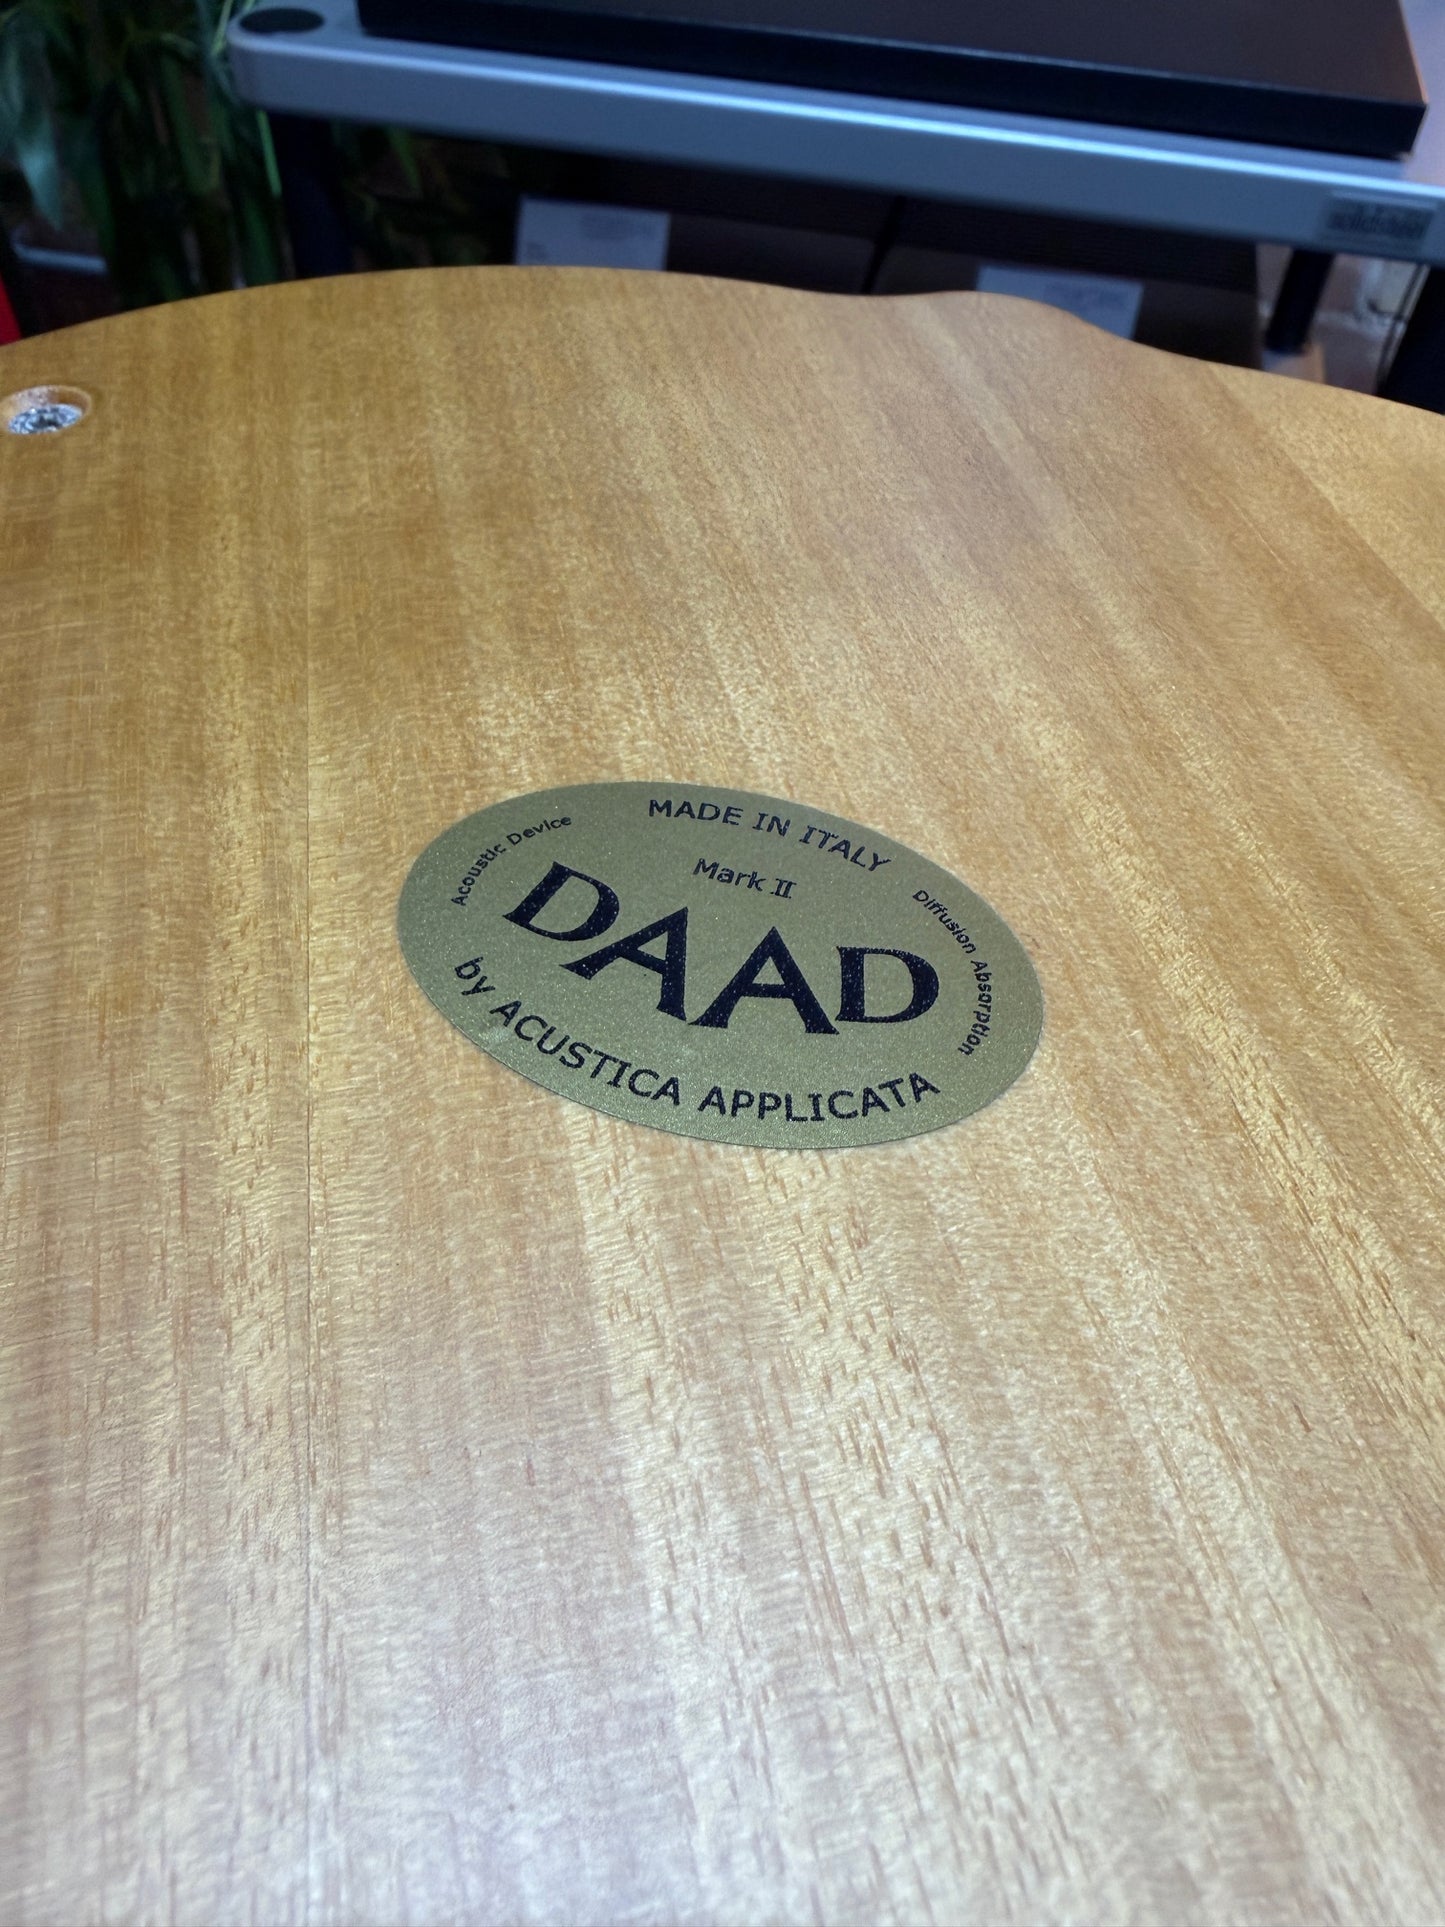 MADE IN ITALY
Mark II
Acoustic Device
Diffusion Absorption
DAAD
by ACUSTICA APPLICATA